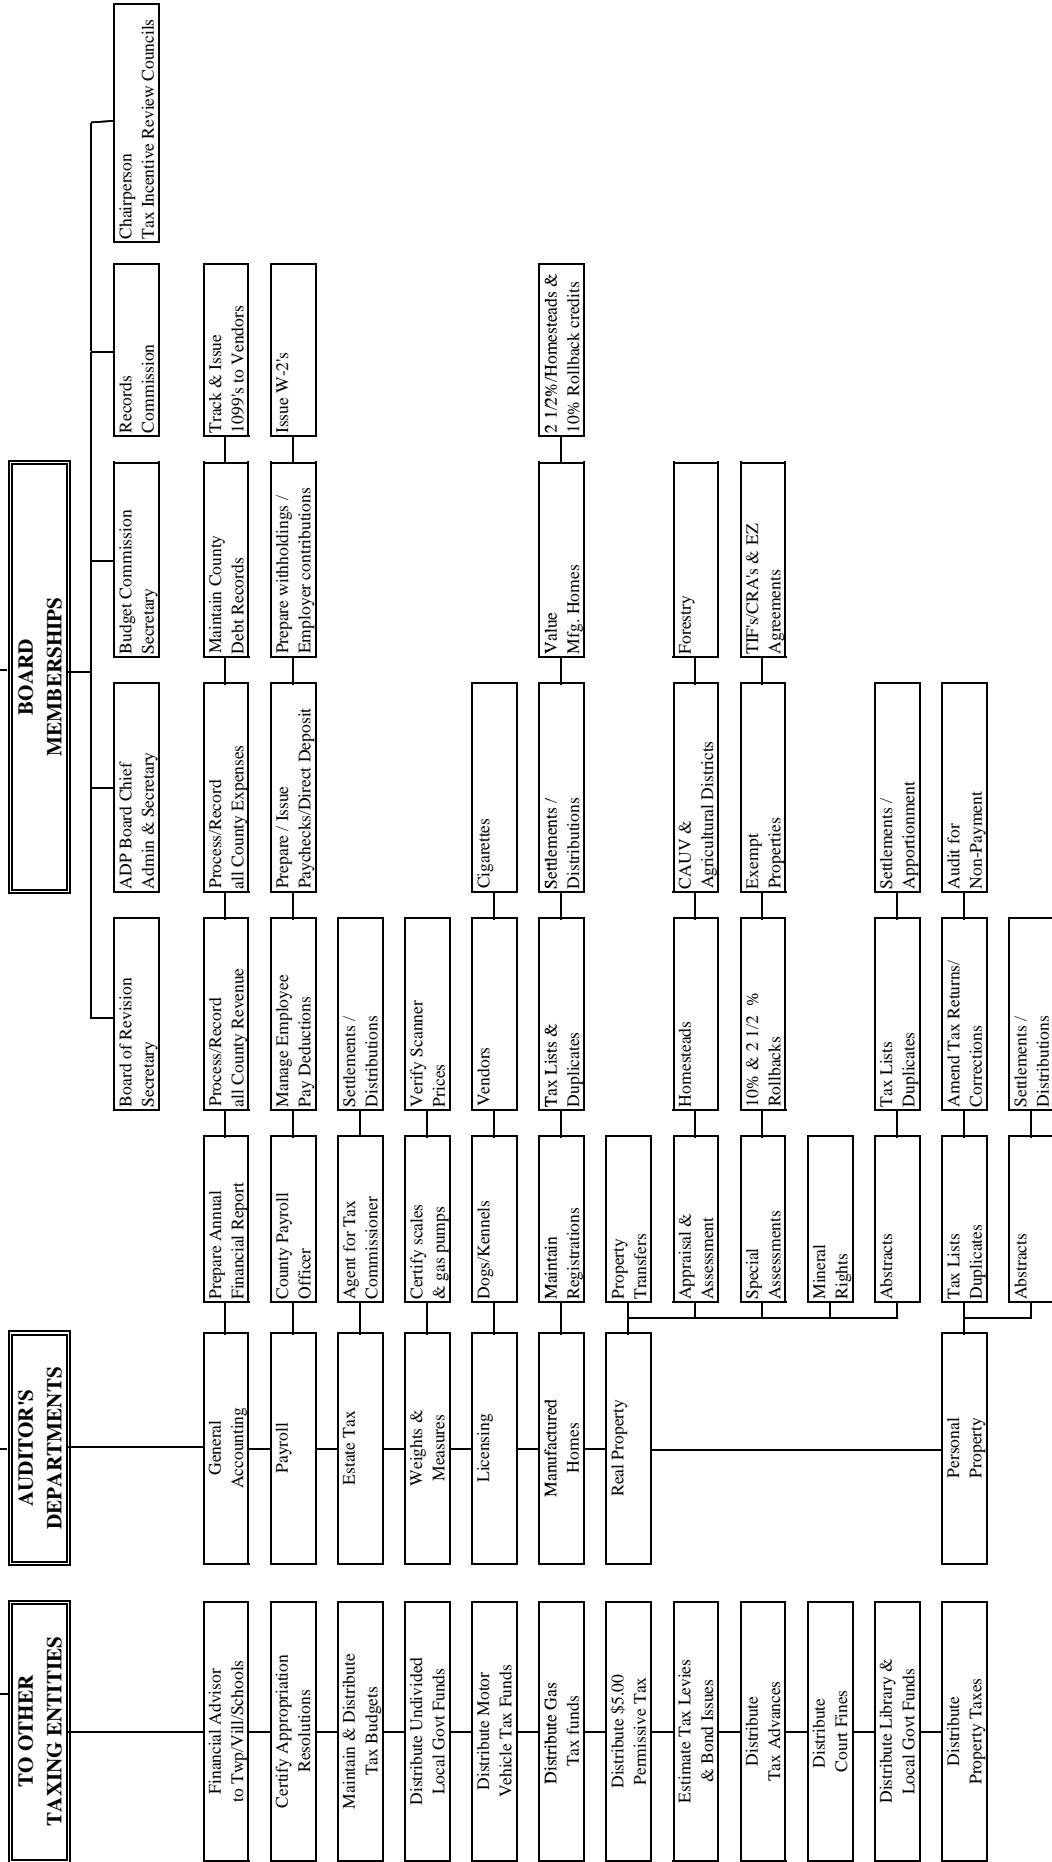 TO OTHER
TAXING ENTITIES
AUDITOR'S
DEPARTMENTS
BOARD
MEMBERSHIPS
Board of Revision
Secretary
ADP Board Chief
Admin & Secretary
Budget Commission
Secretary
Records
Commission
Chairperson
Tax Incentive Review Councils
Financial Advisor
to Twp/Vill/Schools
General
Accounting
Prepare Annual
Financial Report
Process/Record
all County Revenue
Process/Record
all County Expenses
Maintain County
Debt Records
Track & Issue
1099's to Vendors
Certify Appropriation
Resolutions
Payroll
County Payroll
Officer
Manage Employee
Pay Deductions
Prepare / Issue
Paychecks/Direct Deposit
Prepare withholdings /
Employer contributions
Issue W-2's
Maintain & Distribute
Tax Budgets
Estate Tax
Agent for Tax
Commissioner
Settlements /
Distributions
Distribute Undivided
Local Govt Funds
Weights &
Measures
Certify scales
& gas pumps
Verify Scanner
Prices
Distribute Motor
Vehicle Tax Funds
Licensing
Dogs/Kennels
Vendors
Cigarettes
Distribute Gas
Tax funds
Manufactured
Homes
Maintain
Registrations
Tax Lists &
Duplicates
Settlements /
Distributions
Value
Mfg. Homes
2 1/2%/Homesteads &
10% Rollback credits
Distribute $5.00
Permissive Tax
Real Property
Property
Transfers
Estimate Tax Levies
& Bond Issues
Appraisal &
Assessment
Homesteads
CAUV &
Agricultural Districts
Forestry
Distribute
Tax Advances
Special
Assessments
10% & 2 1/2 %
Rollbacks
Exempt
Properties
TIF's/CRA's & EZ
Agreements
Distribute
Court Fines
Mineral
Rights
Distribute Library &
Local Govt Funds
Abstracts
Tax Lists
Duplicates
Settlements /
Apportionment
Distribute
Property Taxes
Personal
Property
Tax Lists
Duplicates
Amend Tax Returns/
Corrections
Audit for
Non-Payment
Abstracts
Settlements /
Distributions